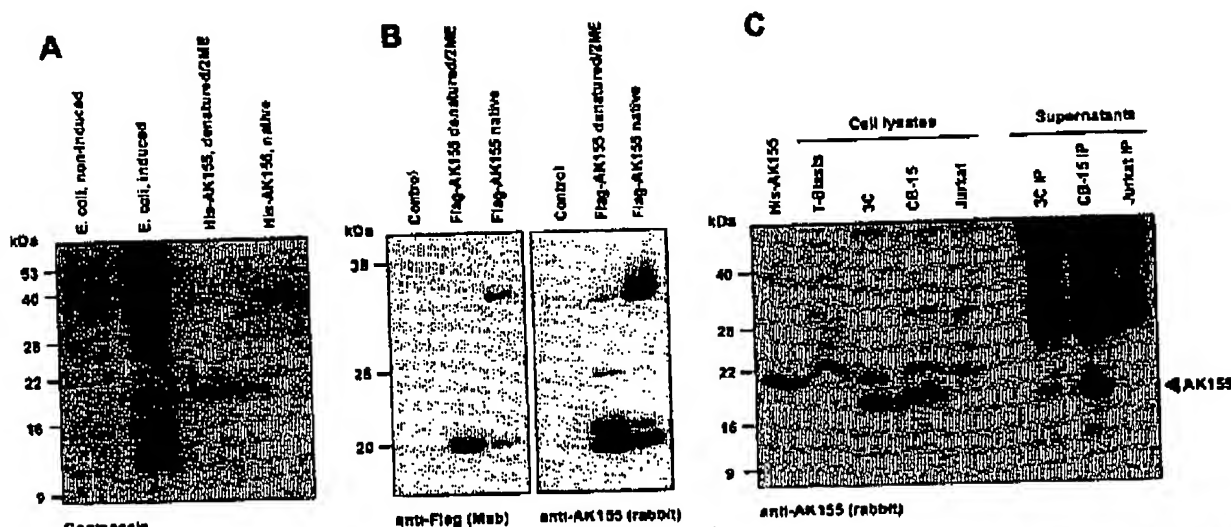 A
E. coli, non-induced
E. coli, induced
His-AK155, denatured/2ME
His-AK155, native
kDa
53
40
28
22
16
9
B
Control
Flag-AK155 denatured/2ME
Flag-AK155 native
Control
Flag-AK155 denatured/2ME
Flag-AK155 native
kDa
25
20
anti-Flag (Mab)
anti-AK155 (rabbit)
C
Cell lysates
Supernatants
His-AK155
T-Blasts
3C
CB-15
Jurkat
3C IP
CB-15 IP
Jurkat IP
kDa
40
28
22
16
9
AK155
anti-AK155 (rabbit)